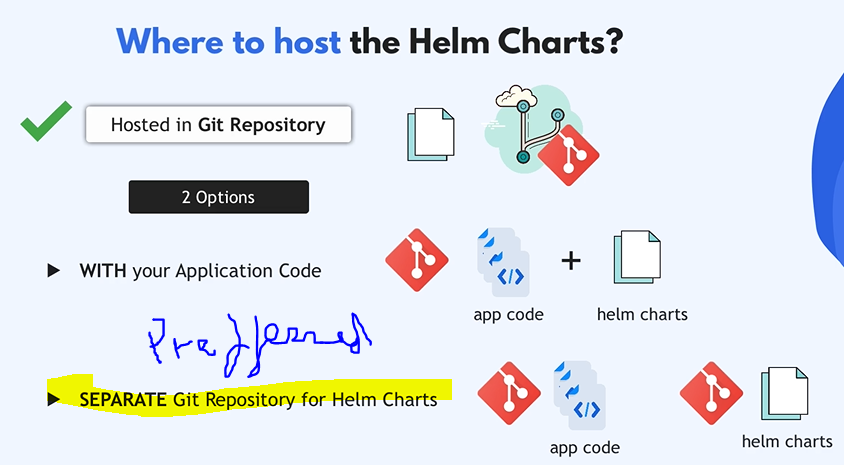 Where to host the Helm Charts?
Hosted in Git Repository
2 Options
▶ WITH your Application Code
+
app code
helm charts
Preffered
▶ SEPARATE Git Repository for Helm Charts
app code
helm charts